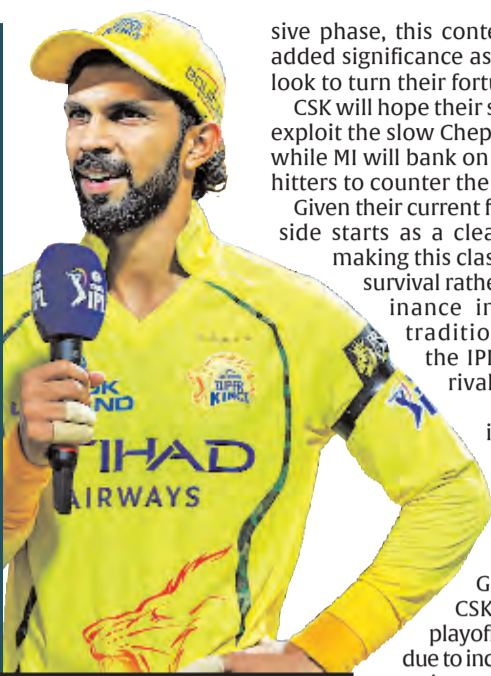 sive phase, this conte
added significance as
look to turn their fortu
CSK will hope their s
exploit the slow Chep
while MI will bank on
hitters to counter the
Given their current f
side starts as a clea
making this clas
survival rathe
inance in
traditio
the IPL
rival
i
G
CSK
playoff
due to inc
IPL
IPL
SUPER
KINGS
TIHAD
AIRWAYS